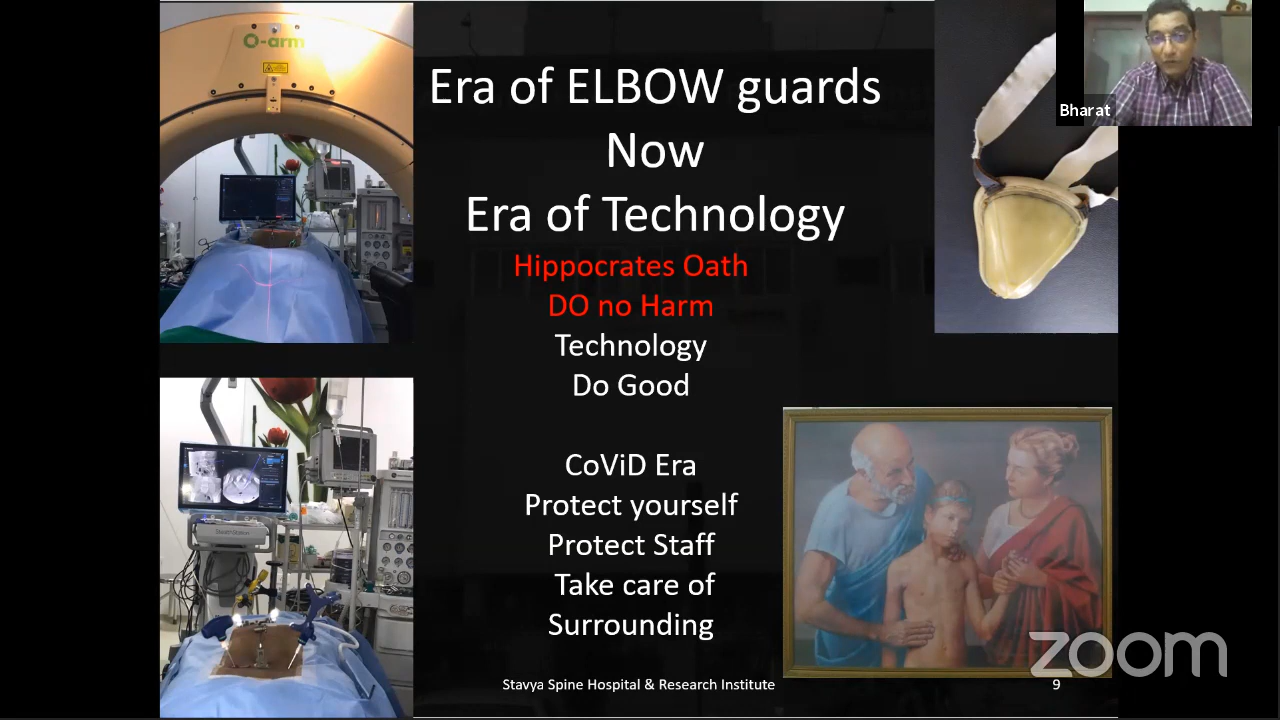 O-arm
Era of ELBOW guards
Now
Era of Technology
Hippocrates Oath
DO no Harm
Technology
Do Good
CoViD Era
Protect yourself
Protect Staff
Take care of
Surrounding
Stavya Spine Hospital & Research Institute
9
Bharat
zoom